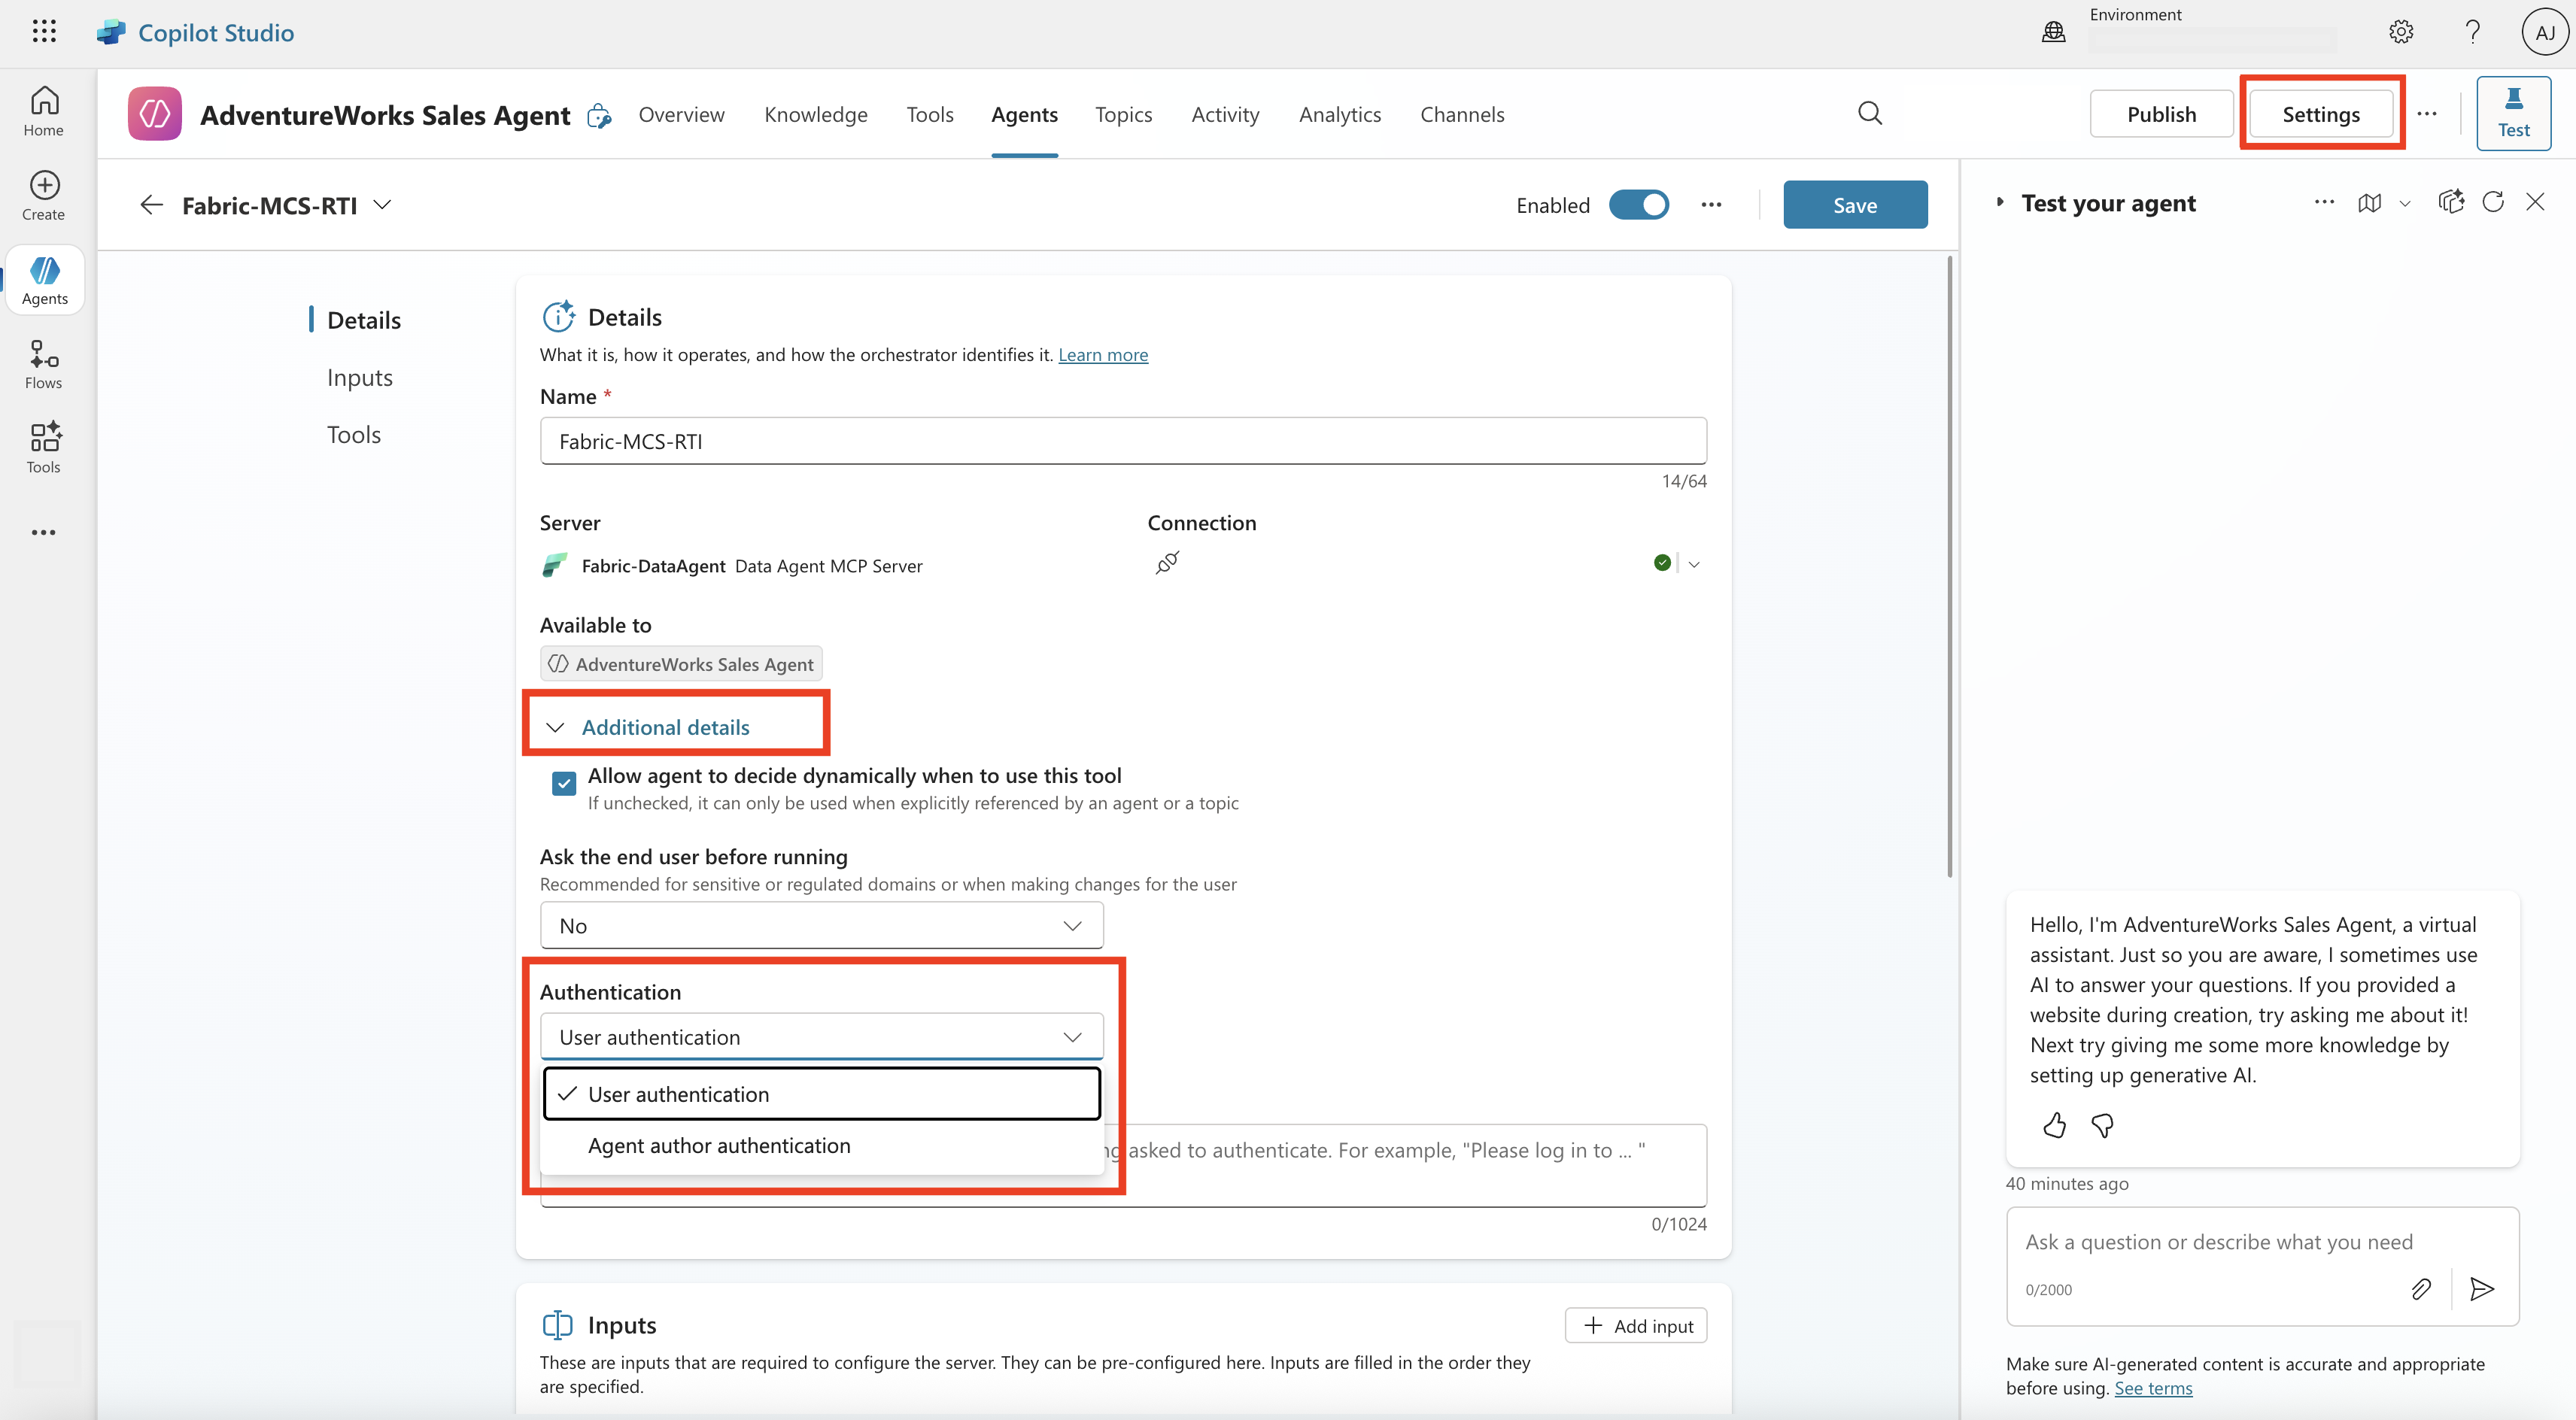 Copilot Studio
Environment
AJ
Home
Create
Agents
Flows
Tools
AdventureWorks Sales Agent
Overview
Knowledge
Tools
Agents
Topics
Activity
Analytics
Channels
Publish
Settings
Test
Fabric-MCS-RTI
Enabled
Save
Details
Inputs
Tools
Details
What it is, how it operates, and how the orchestrator identifies it. Learn more
Name *
Fabric-MCS-RTI
14/64
Server
Connection
Fabric-DataAgent Data Agent MCP Server
Available to
AdventureWorks Sales Agent
Additional details
Allow agent to decide dynamically when to use this tool
If unchecked, it can only be used when explicitly referenced by an agent or a topic
Ask the end user before running
Recommended for sensitive or regulated domains or when making changes for the user
No
Authentication
User authentication
User authentication
Agent author authentication
asked to authenticate. For example, "Please log in to ... "
0/1024
Inputs
Add input
These are inputs that are required to configure the server. They can be pre-configured here. Inputs are filled in the order they
are specified.
Test your agent
Hello, I'm AdventureWorks Sales Agent, a virtual
assistant. Just so you are aware, I sometimes use
AI to answer your questions. If you provided a
website during creation, try asking me about it!
Next try giving me some more knowledge by
setting up generative AI.
40 minutes ago
Ask a question or describe what you need
0/2000
Make sure AI-generated content is accurate and appropriate
before using. See terms